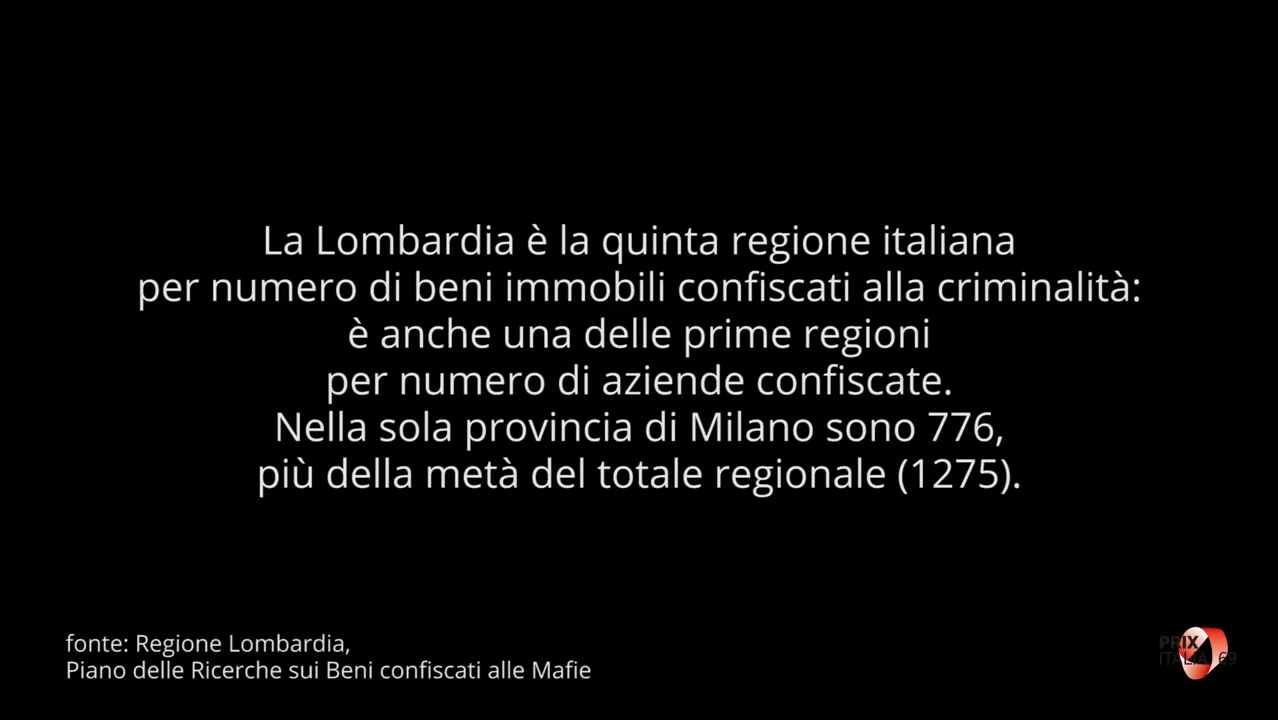 La Lombardia è la quinta regione italiana
per numero di beni immobili confiscati alla criminalità:
è anche una delle prime regioni
per numero di aziende confiscate.
Nella sola provincia di Milano sono 776,
più della metà del totale regionale (1275).
fonte: Regione Lombardia,
Piano delle Ricerche sui Beni confiscati alle Mafie
PRIX
ITALIA 69